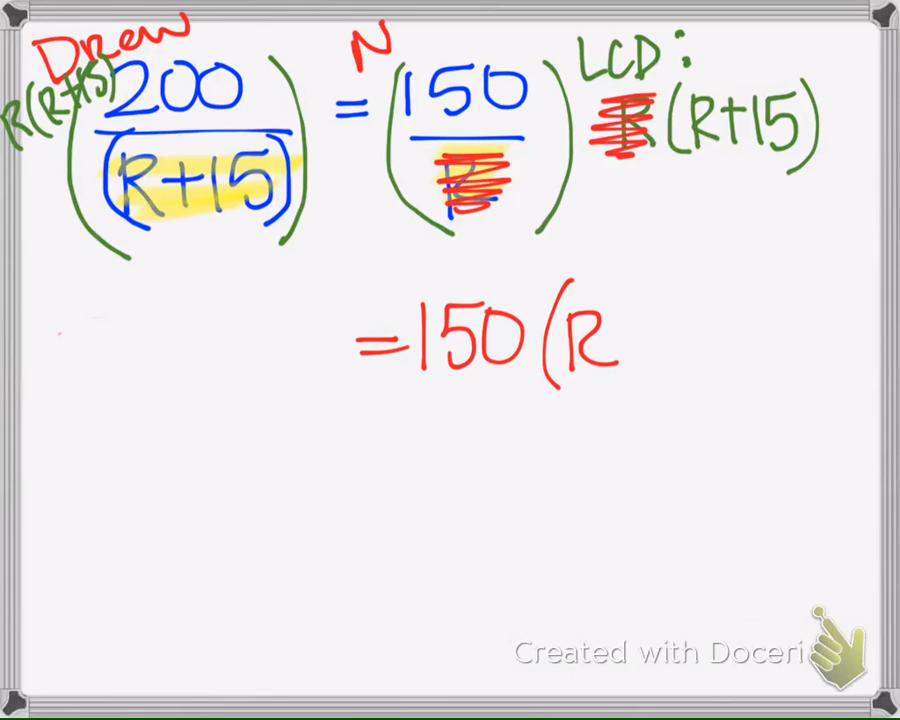 Drew N LCD:
R(R+15) (200/(R+15)) = (150/R) R(R+15)
=150(R
Created with Doceri